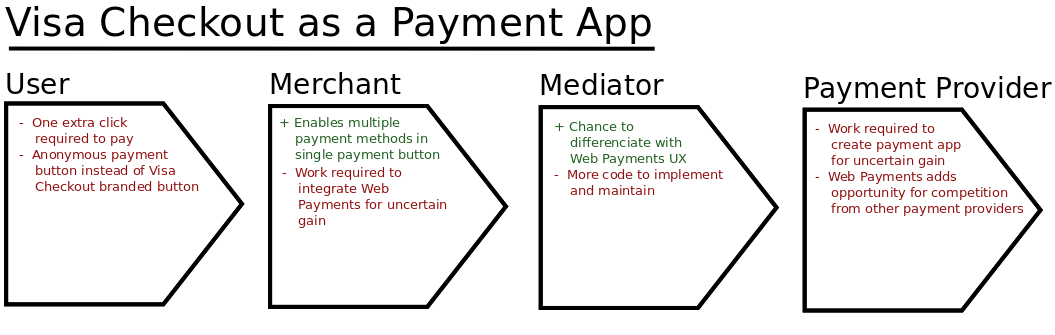 Visa Checkout as a Payment App
User
- One extra click
required to pay
- Anonymous payment
button instead of Visa
Checkout branded button
Merchant
+ Enables multiple
payment methods in
single payment button
- Work required to
integrate Web
Payments for uncertain
gain
Mediator
+ Chance to
differenciate with
Web Payments UX
- More code to implement
and maintain
Payment Provider
- Work required to
create payment app
for uncertain gain
- Web Payments adds
opportunity for competition
from other payment providers